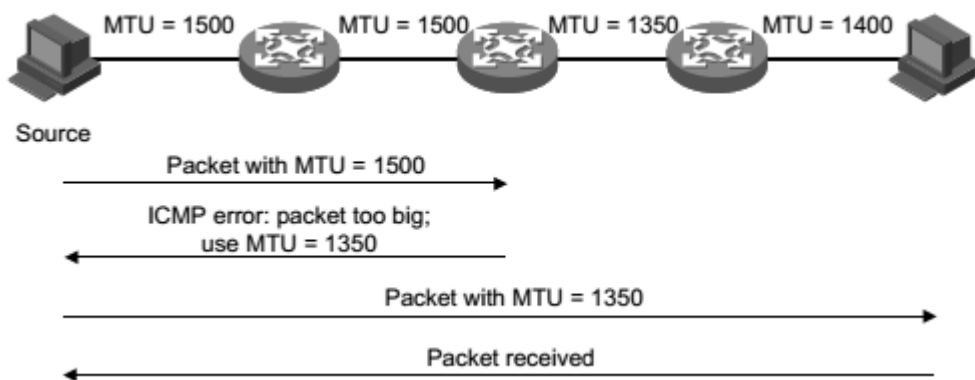 MTU = 1500
MTU = 1500
MTU = 1350
MTU = 1400
Source
Packet with MTU = 1500
ICMP error: packet too big;
use MTU = 1350
Packet with MTU = 1350
Packet received